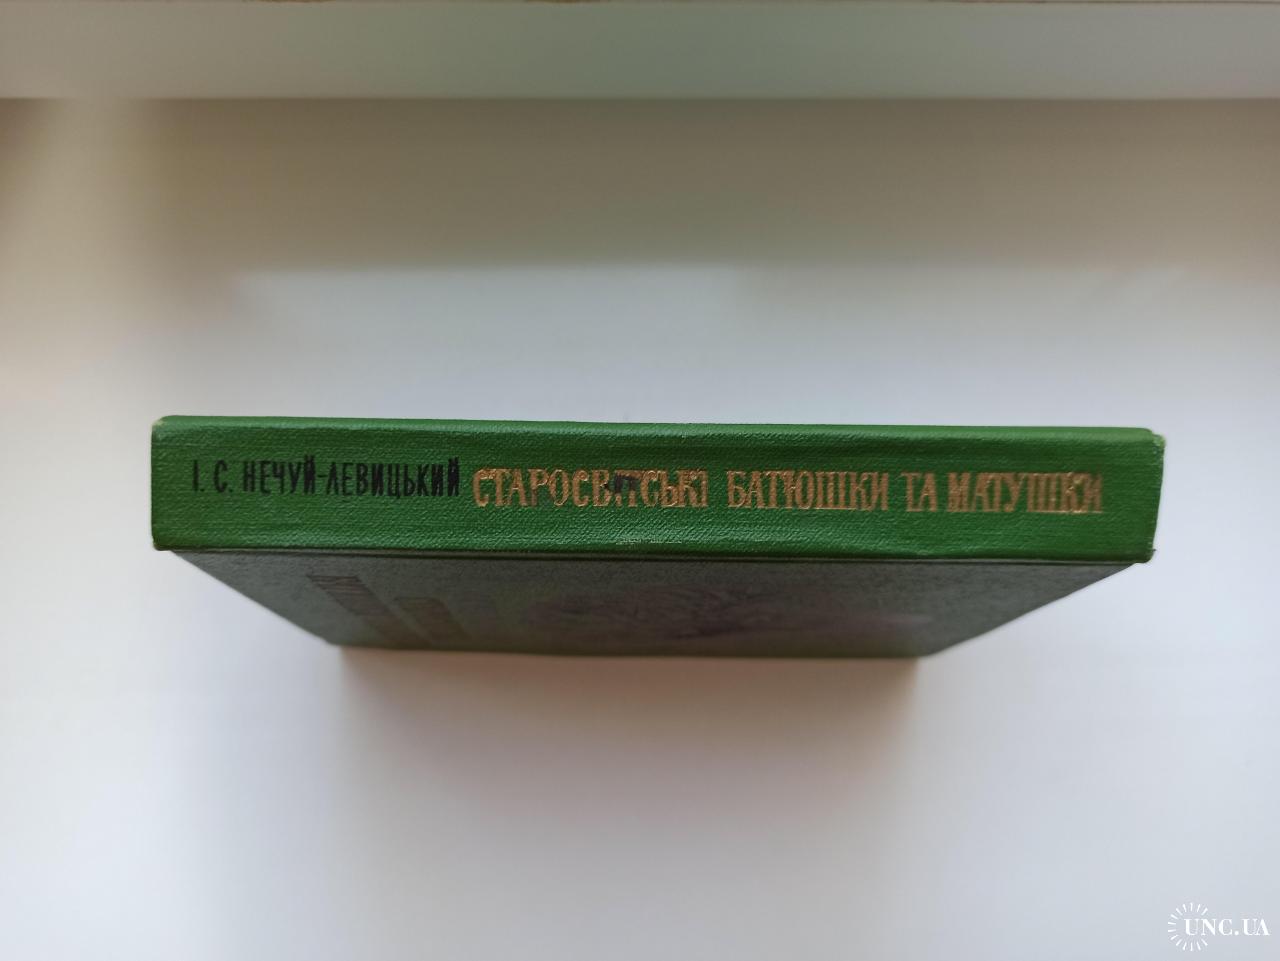 І. С. НЕЧУЙ-ЛЕВИЦЬКИЙ СТАРОСВІТСЬКІ БАТЮШКИ ТА МАТУШКИ
UNC.UA